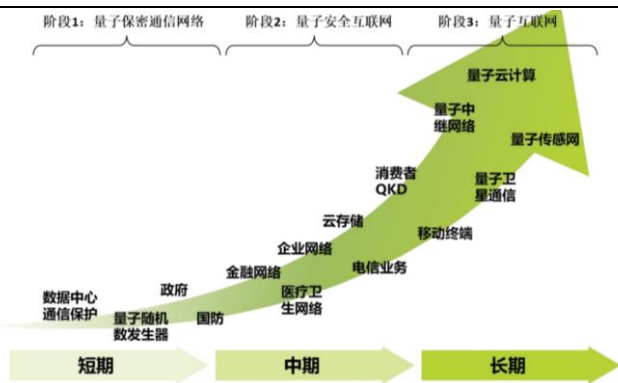 阶段1：量子保密通信网络
阶段2：量子安全互联网
阶段3：量子互联网
量子云计算
量子中
继网络
量子传感网
消费者
QKD
量子卫
星通信
云存储
移动终端
企业网络
电信业务
金融网络
医疗卫
生网络
政府
数据中心
通信保护
量子随机
数发生器
国防
短期
中期
长期